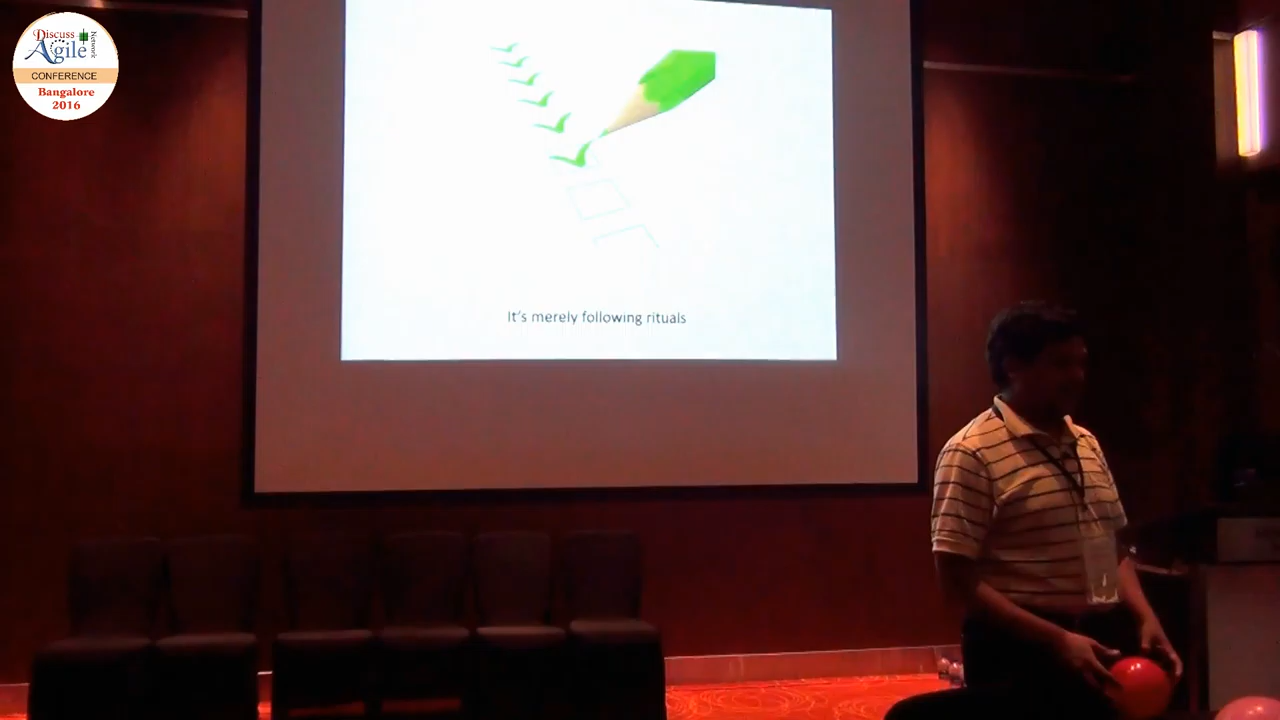 Discuss
Agile
Network
CONFERENCE
Bangalore
2016
It's merely following rituals